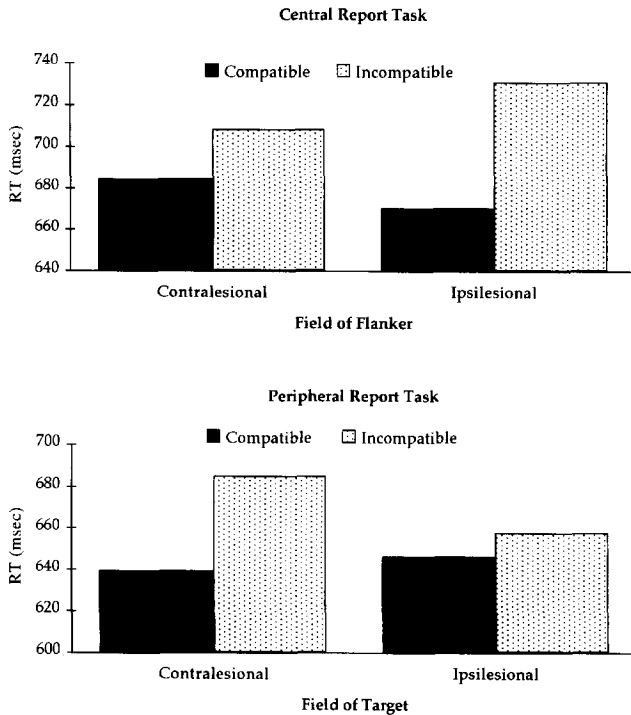 Central Report Task
Compatible Incompatible
740
720
700
680
660
640
RT (msec)
Contralesional Ipsilesional
Field of Flanker
Peripheral Report Task
Compatible Incompatible
700
680
660
640
620
600
RT (msec)
Contralesional Ipsilesional
Field of Target